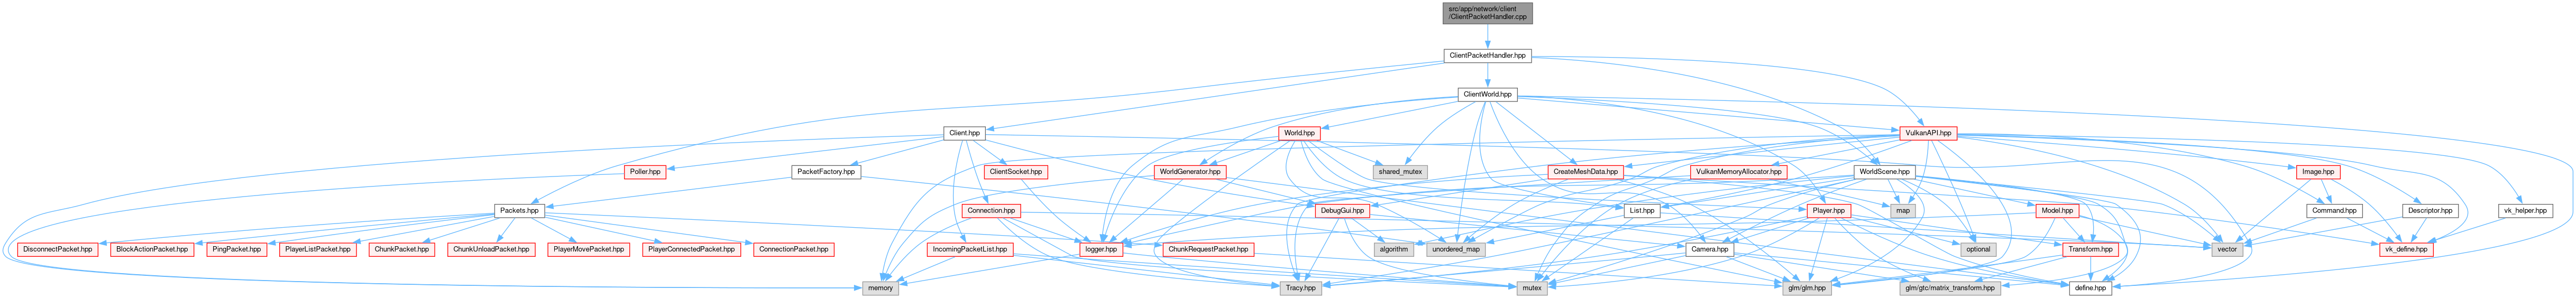 src/app/network/client
/ClientPacketHandler.cpp
ClientPacketHandler.hpp
ClientWorld.hpp
Client.hpp
World.hpp
VulkanAPI.hpp
Poller.hpp
PacketFactory.hpp
ClientSocket.hpp
WorldGenerator.hpp
shared_mutex
CreateMeshData.hpp
VulkanMemoryAllocator.hpp
WorldScene.hpp
Image.hpp
Packets.hpp
Connection.hpp
DebugGui.hpp
List.hpp
Player.hpp
map
Model.hpp
Command.hpp
Descriptor.hpp
vk_helper.hpp
DisconnectPacket.hpp
BlockActionPacket.hpp
PingPacket.hpp
PlayerListPacket.hpp
ChunkPacket.hpp
ChunkUnloadPacket.hpp
PlayerMovePacket.hpp
PlayerConnectedPacket.hpp
ConnectionPacket.hpp
IncomingPacketList.hpp
logger.hpp
ChunkRequestPacket.hpp
algorithm
unordered_map
Camera.hpp
optional
Transform.hpp
vector
vk_define.hpp
memory
Tracy.hpp
mutex
glm/glm.hpp
glm/gtc/matrix_transform.hpp
define.hpp